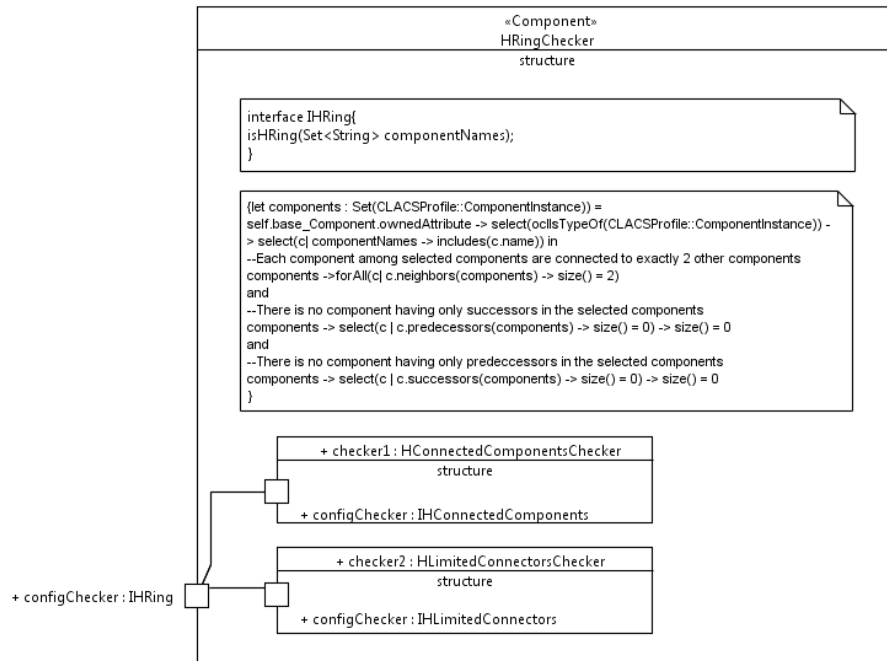 «Component»
HRingChecker
structure
interface IHRing{
isHRing(Set<String> componentNames);
}
{let components : Set(CLACSProfile::ComponentInstance)) =
self.base_Component.ownedAttribute -> select(oclIsTypeOf(CLACSProfile::ComponentInstance)) -
> select(c| componentNames -> includes(c.name)) in
--Each component among selected components are connected to exactly 2 other components
components ->forAll(c| c.neighbors(components) -> size() = 2)
and
--There is no component having only successors in the selected components
components -> select(c | c.predecessors(components) -> size() = 0) -> size() = 0
and
--There is no component having only predeccessors in the selected components
components -> select(c | c.successors(components) -> size() = 0) -> size() = 0
}
+ checker1 : HConnectedComponentsChecker
structure
+ configChecker : IHConnectedComponents
+ checker2 : HLimitedConnectorsChecker
structure
+ configChecker : IHRing
+ configChecker : IHLimitedConnectors